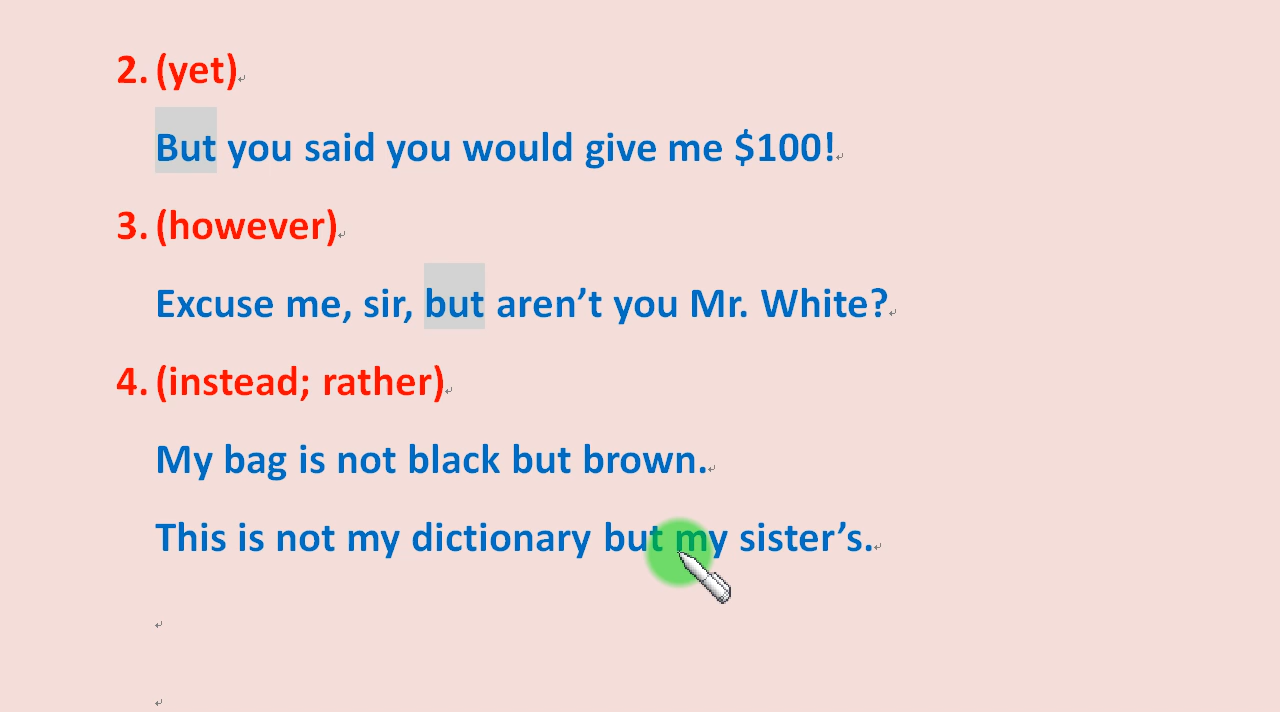 2. (yet)
But you said you would give me $100!
3. (however)
Excuse me, sir, but aren’t you Mr. White?
4. (instead; rather)
My bag is not black but brown.
This is not my dictionary but my sister’s.